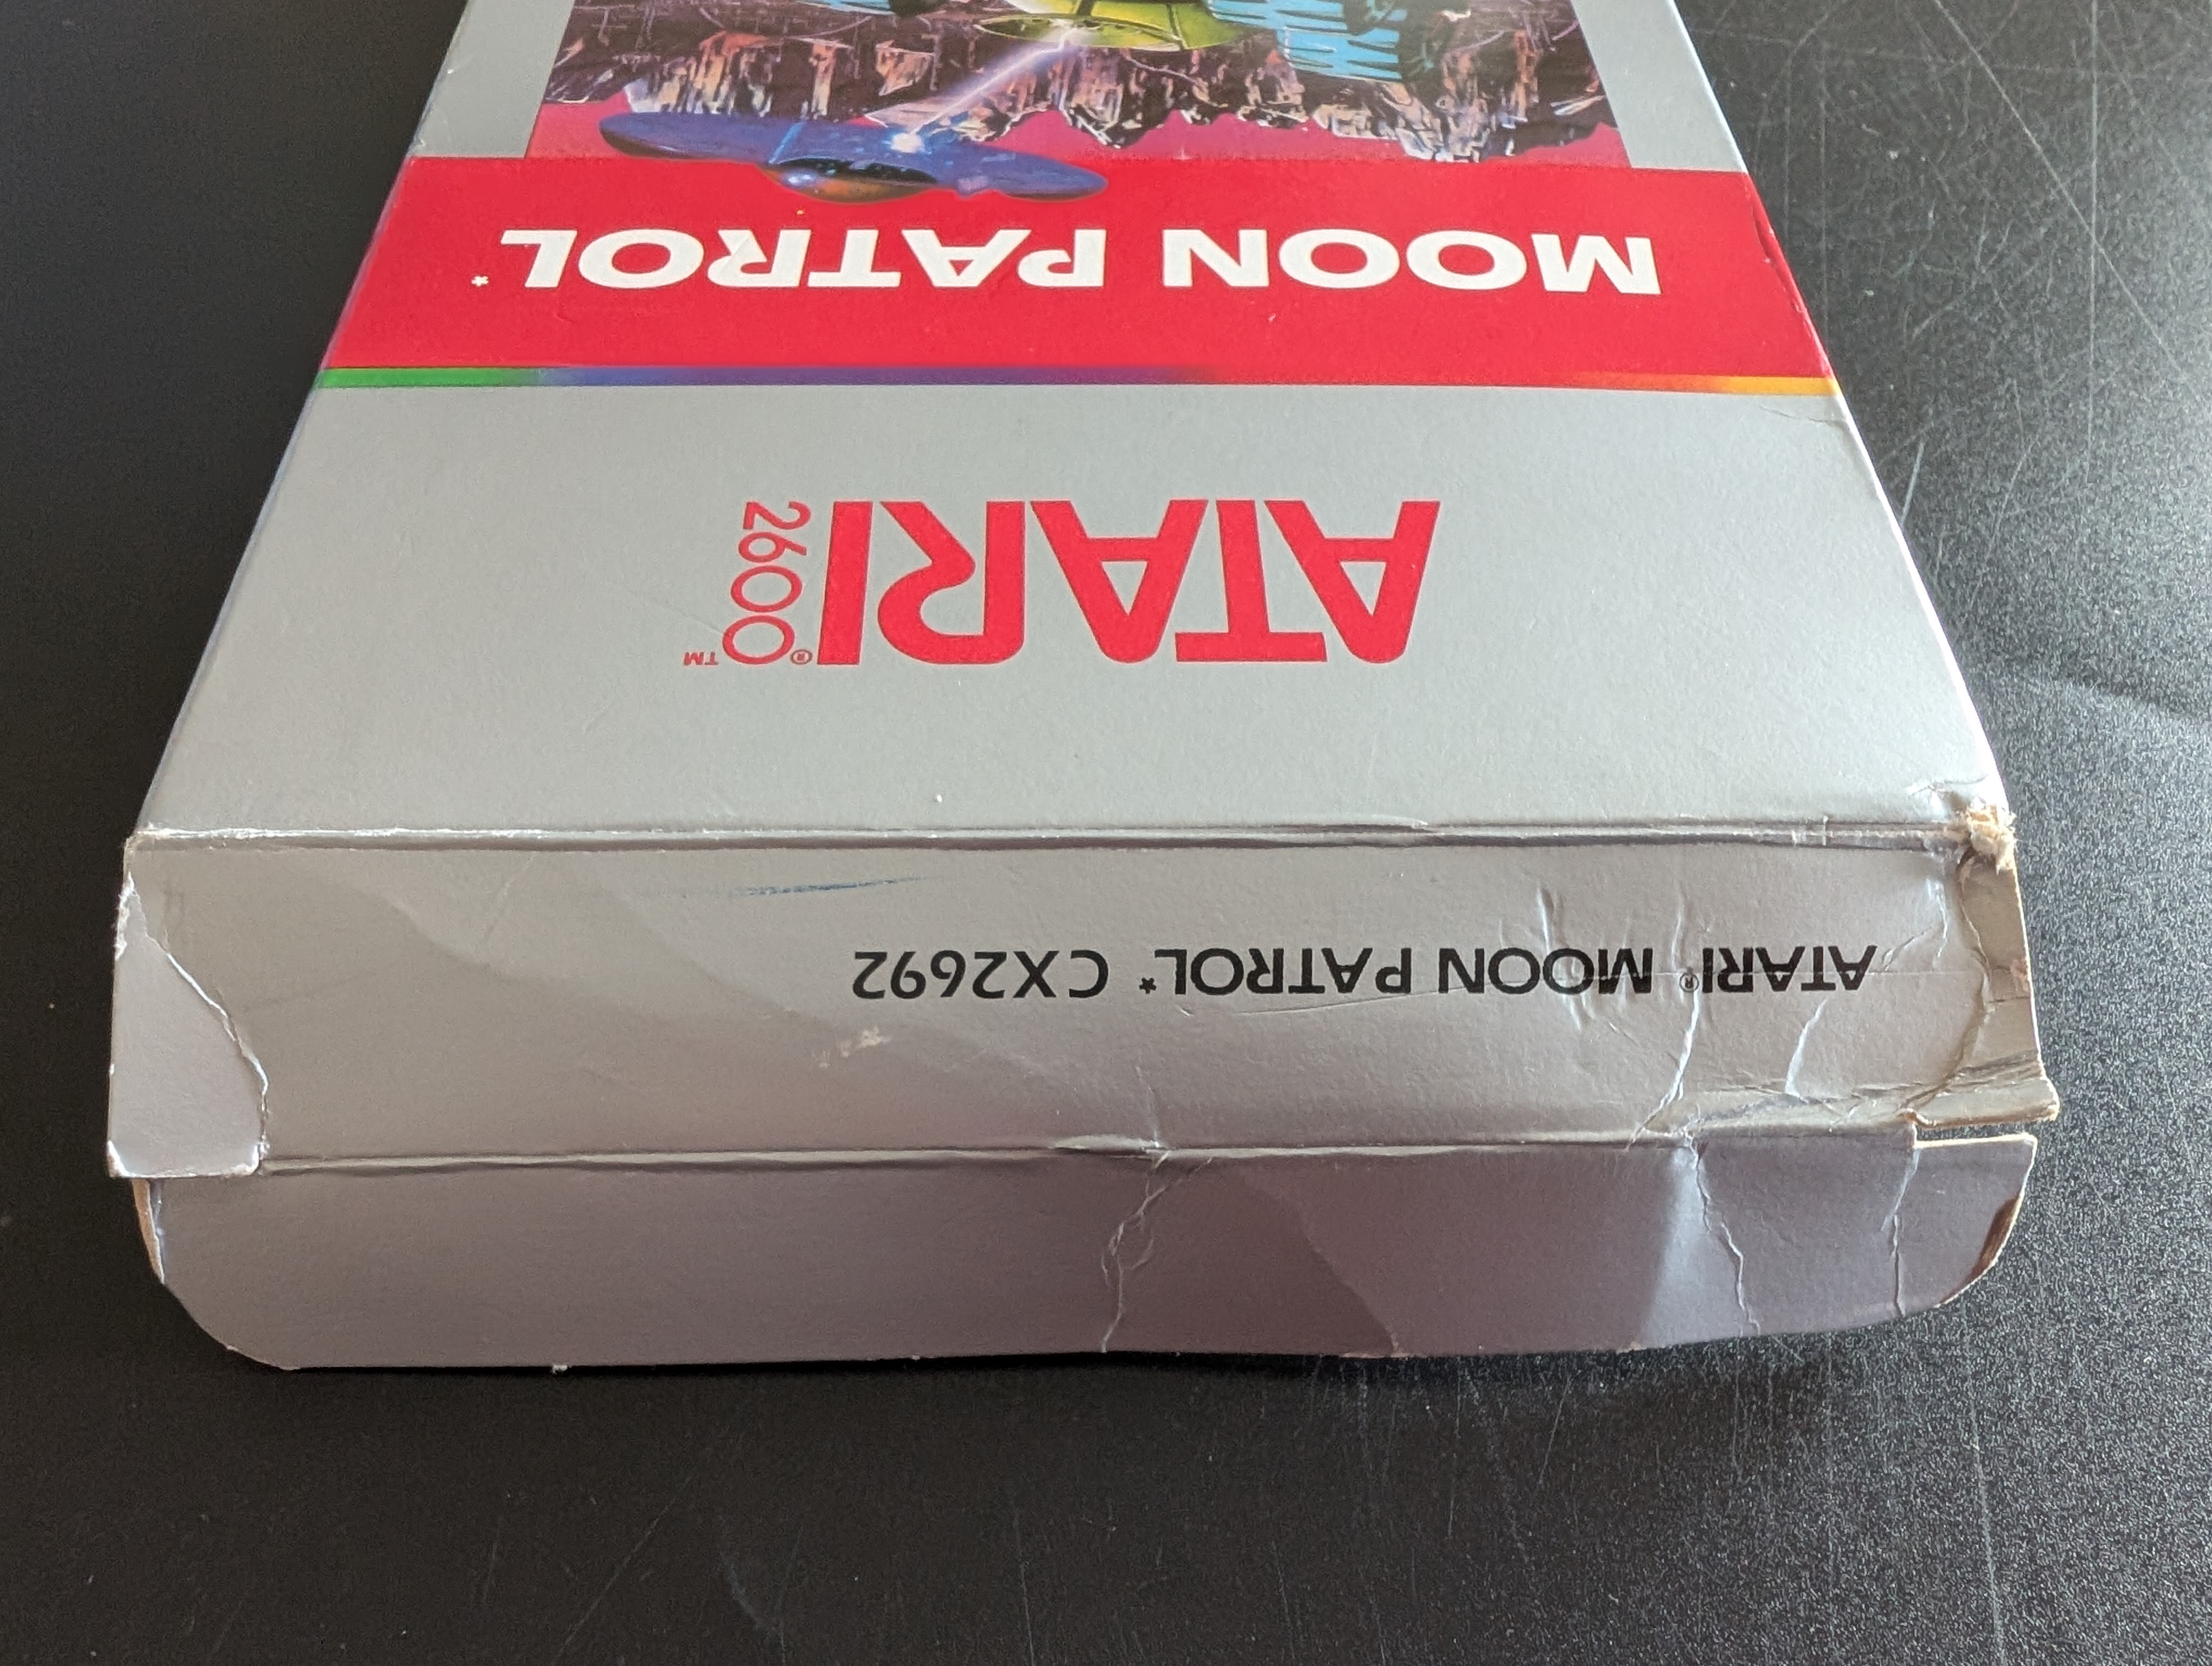 ATARI® MOON PATROL* CX2692
ATARI® 2600™
MOON PATROL*